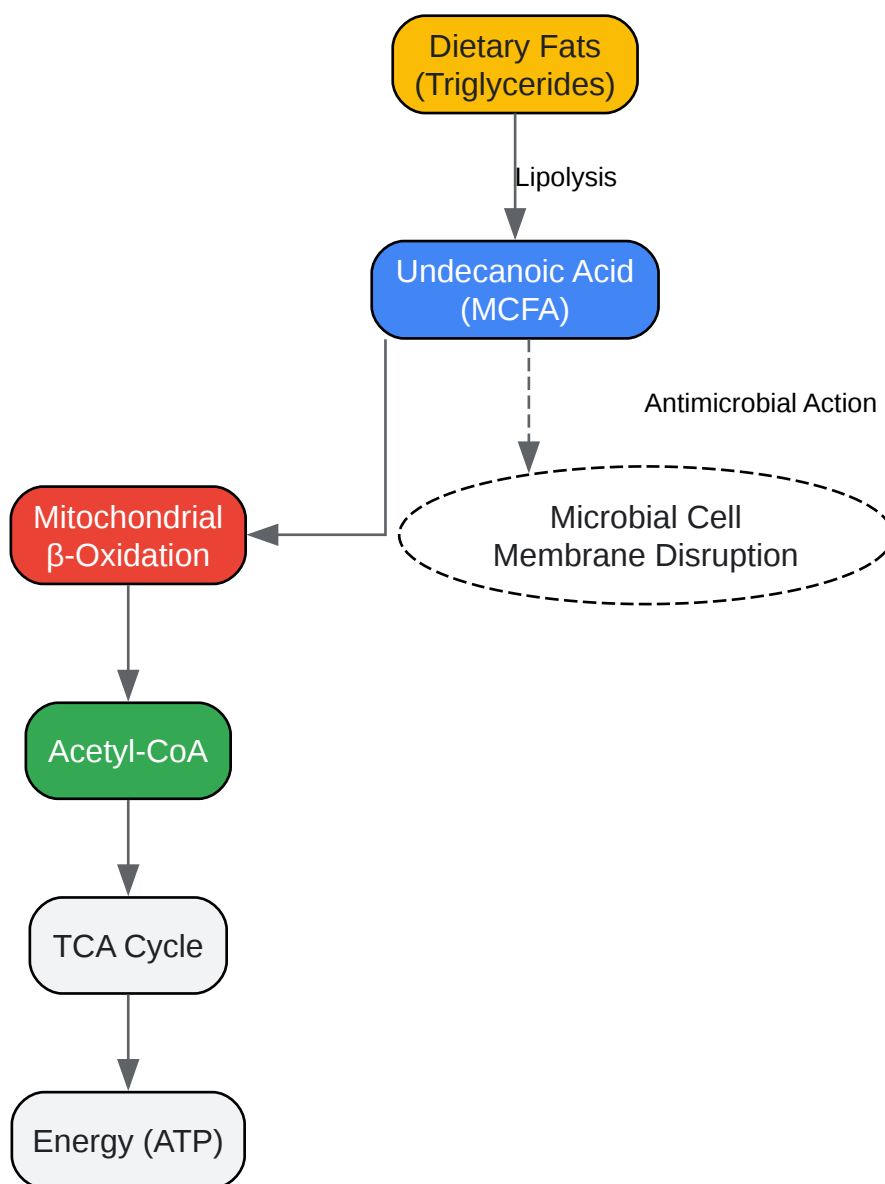 Dietary Fats
(Triglycerides)
Lipolysis
Undecanoic Acid
(MCFA)
Antimicrobial Action
Mitochondrial
β-Oxidation
Microbial Cell
Membrane Disruption
Acetyl-CoA
TCA Cycle
Energy (ATP)